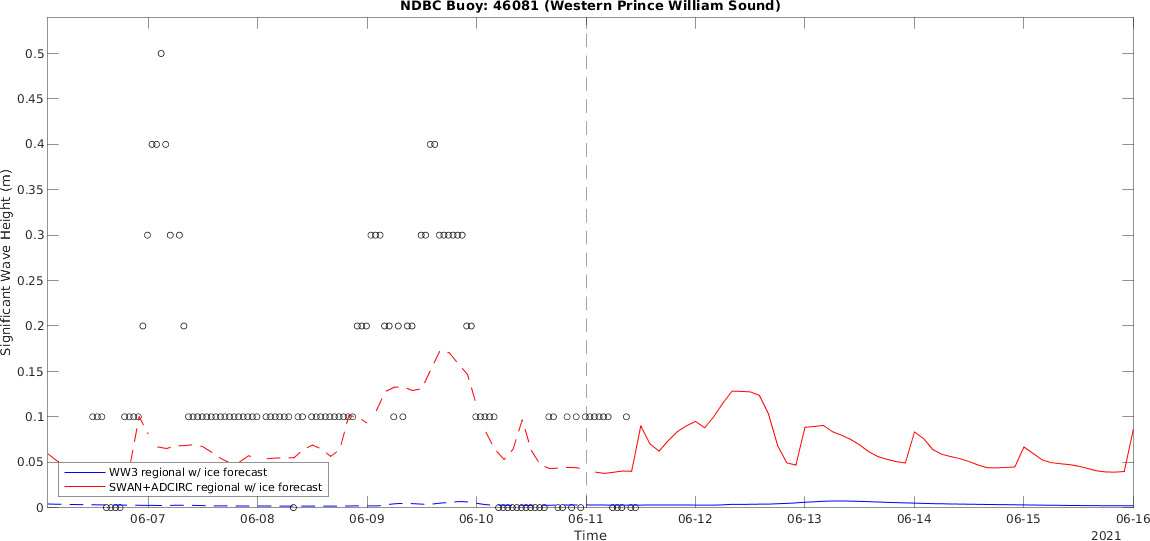 NDBC Buoy: 46081 (Western Prince William Sound)
0.5
0.45
0.4
0.35
0.3
0.25
0.2
0.15
0.1
0.05
0
Significant Wave Height (m)
WW3 regional w/ ice forecast
SWAN+ADCIRC regional w/ ice forecast
06-07 06-08 06-09 06-10 06-11 06-12 06-13 06-14 06-15 06-16
Time
2021